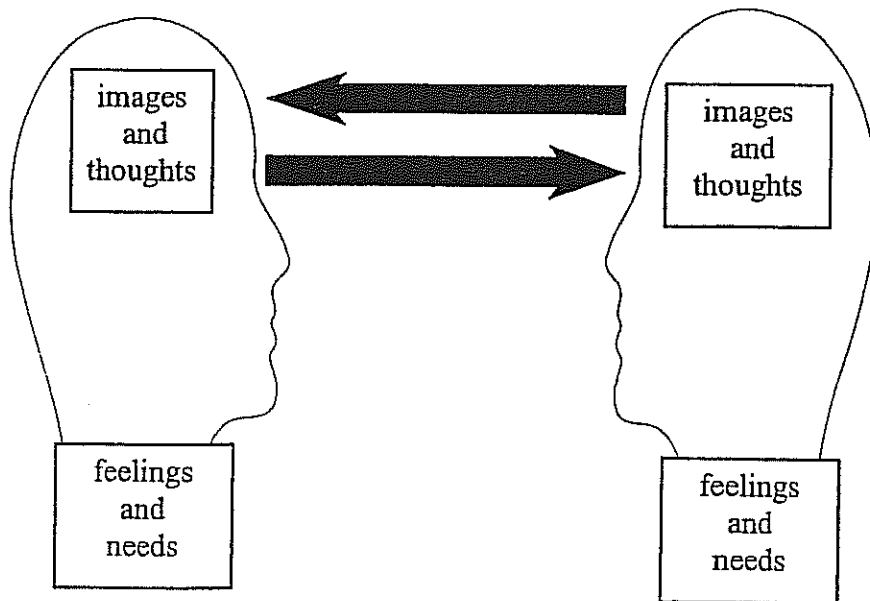 images
and
thoughts
images
and
thoughts
feelings
and
needs
feelings
and
needs